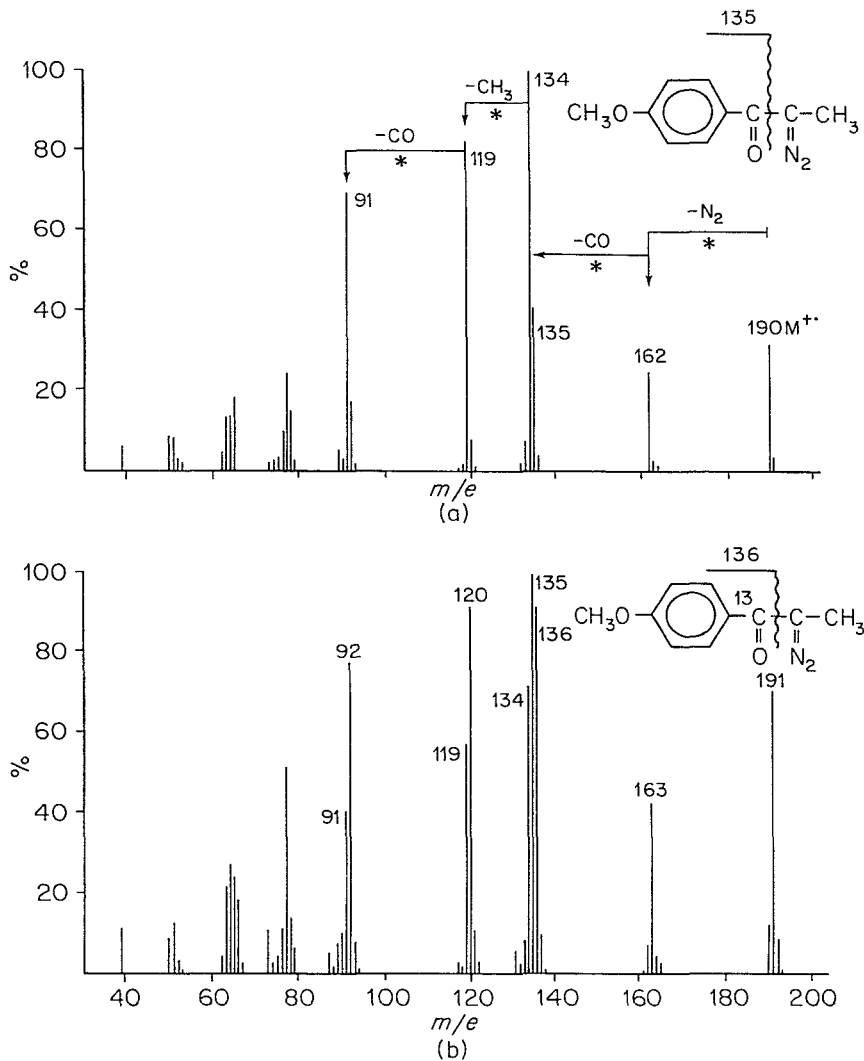 135
100
80
60
40
20
%
134
-CH₃
*
CH₃O
C
C-CH₃
O
N₂
-CO
*
119
91
-N₂
*
-CO
*
135
162
190M⁺·
m/e
(a)
136
100
80
60
40
20
%
135
120
136
13
CH₃O
C
C
CH₃
O
N₂
92
134
191
119
163
91
40
60
80
100
120
140
160
180
200
m/e
(b)